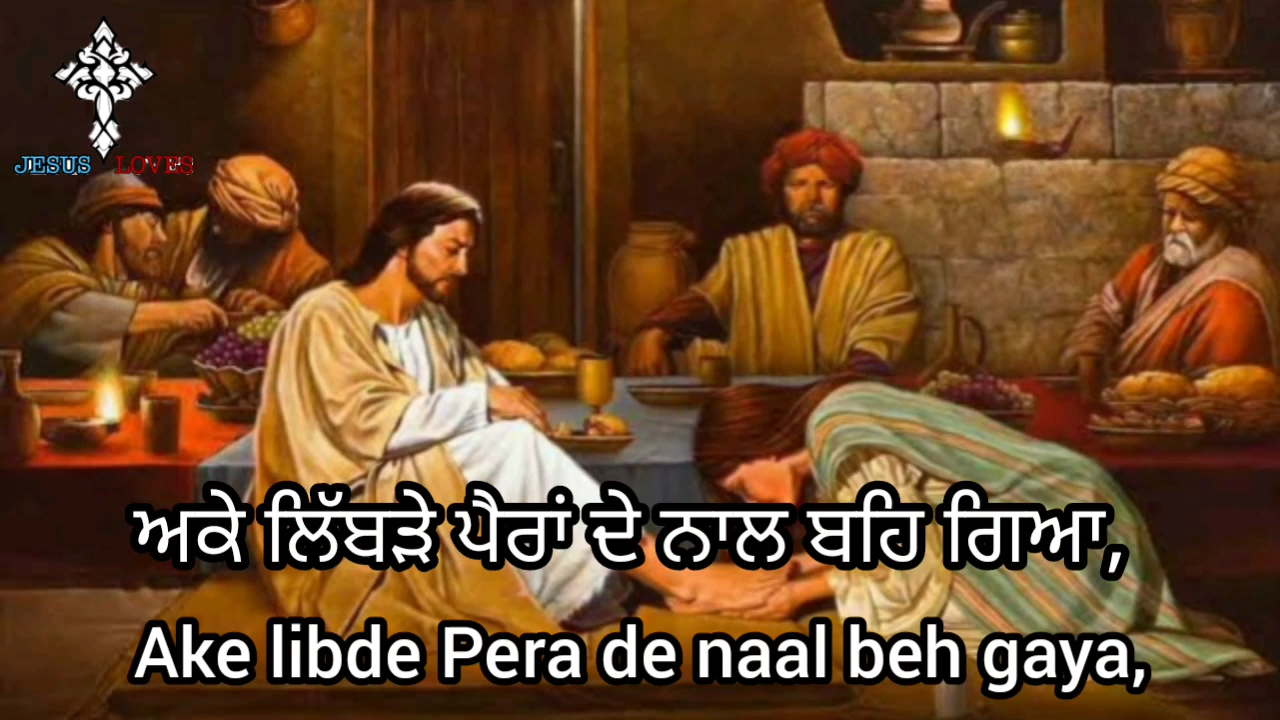 JESUS LOVES
ਅਕੇ ਲਿੱਬੜੇ ਪੈਰਾਂ ਦੇ ਨਾਲ ਬਹਿ ਗਿਆ,
Ake libde Pera de naal beh gaya,